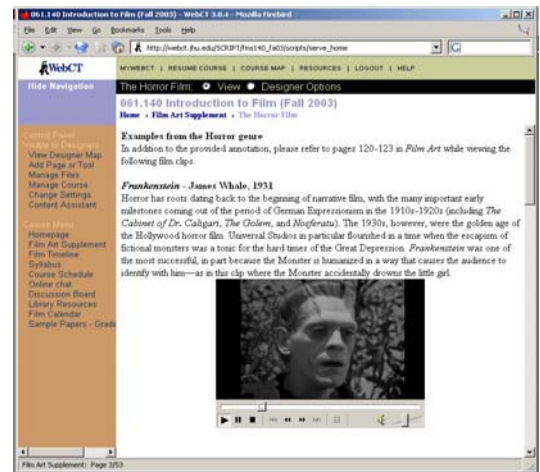 061.140 Introduction to Film (Fall 2003) - WebCT 3.8.4 - Mozilla Firebird
File Edit View Go Bookmarks Tools Help
http://webct.jhu.edu/SCRIPT/fms140_fa03/scripts/serve_home
WebCT
MYWEBCT | RESUME COURSE | COURSE MAP | RESOURCES | LOGOUT | HELP
Hide Navigation
The Horror Film: View Designer Options
061.140 Introduction to Film (Fall 2003)
Home › Film Art Supplement › The Horror Film
Control Panel
Visible to Designers
View Designer Map
Add Page or Tool
Manage Files
Manage Course
Change Settings
Content Assistant
Course Menu
Homepage
Film Art Supplement
Film Timeline
Syllabus
Course Schedule
Online chat
Discussion Board
Library Resources
Film Calendar
Sample Papers - Grade
Examples from the Horror genre
In addition to the provided annotation, please refer to pages 120-123 in Film Art while viewing the
following film clips.
Frankenstein - James Whale, 1931
Horror has roots dating back to the beginning of narrative film, with the many important early
milestones coming out of the period of German Expressionism in the 1910s-1920s (including The
Cabinet of Dr. Caligari, The Golem, and Nosferatu). The 1930s, however, were the golden age of
the Hollywood horror film. Universal Studios in particular flourished in a time when the escapism of
fictional monsters was a tonic for the hard times of the Great Depression. Frankenstein was one of
the most successful, in part because the Monster is humanized in a way that causes the audience to
identify with him—as in this clip where the Monster accidentally drowns the little girl.
Film Art Supplement: Page 3/53